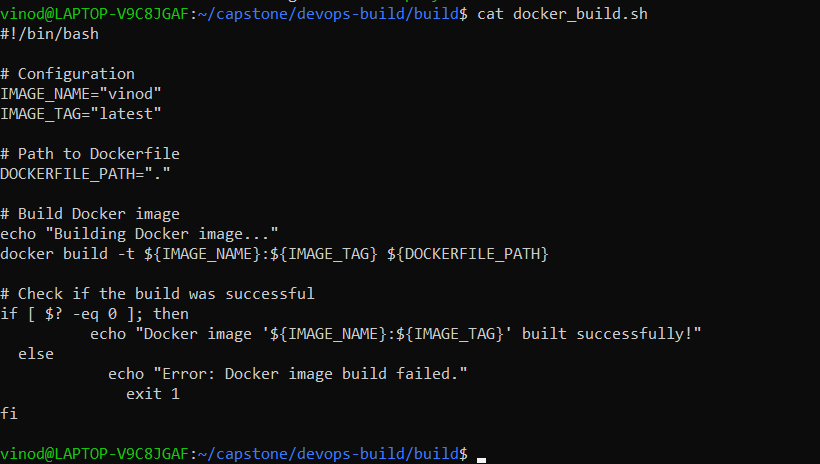 vinod@LAPTOP-V9C8JGAF:~/capstone/devops-build/build$ cat docker_build.sh
#!/bin/bash

# Configuration
IMAGE_NAME="vinod"
IMAGE_TAG="latest"

# Path to Dockerfile
DOCKERFILE_PATH="."

# Build Docker image
echo "Building Docker image..."
docker build -t ${IMAGE_NAME}:${IMAGE_TAG} ${DOCKERFILE_PATH}

# Check if the build was successful
if [ $? -eq 0 ]; then
          echo "Docker image '${IMAGE_NAME}:${IMAGE_TAG}' built successfully!"
  else
            echo "Error: Docker image build failed."
              exit 1
fi

vinod@LAPTOP-V9C8JGAF:~/capstone/devops-build/build$